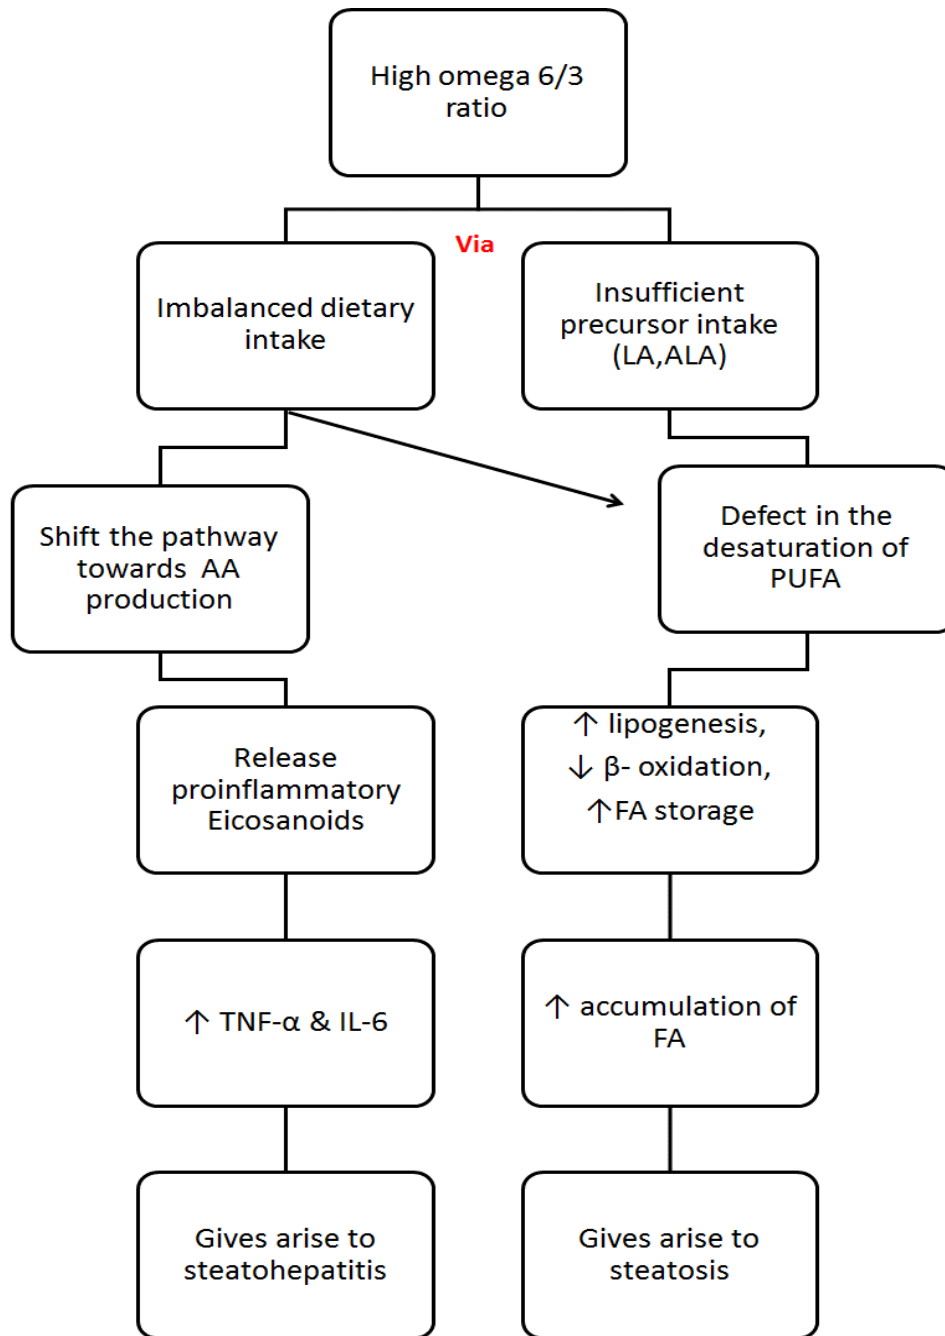 High omega 6/3
ratio
Via
Imbalanced dietary
intake
Insufficient
precursor intake
(LA,ALA)
Shift the pathway
towards AA
production
Defect in the
desaturation of
PUFA
Release
proinflammatory
Eicosanoids
↑ lipogenesis,
↓ β- oxidation,
↑FA storage
↑ TNF-α & IL-6
↑ accumulation of
FA
Gives arise to
steatohepatitis
Gives arise to
steatosis